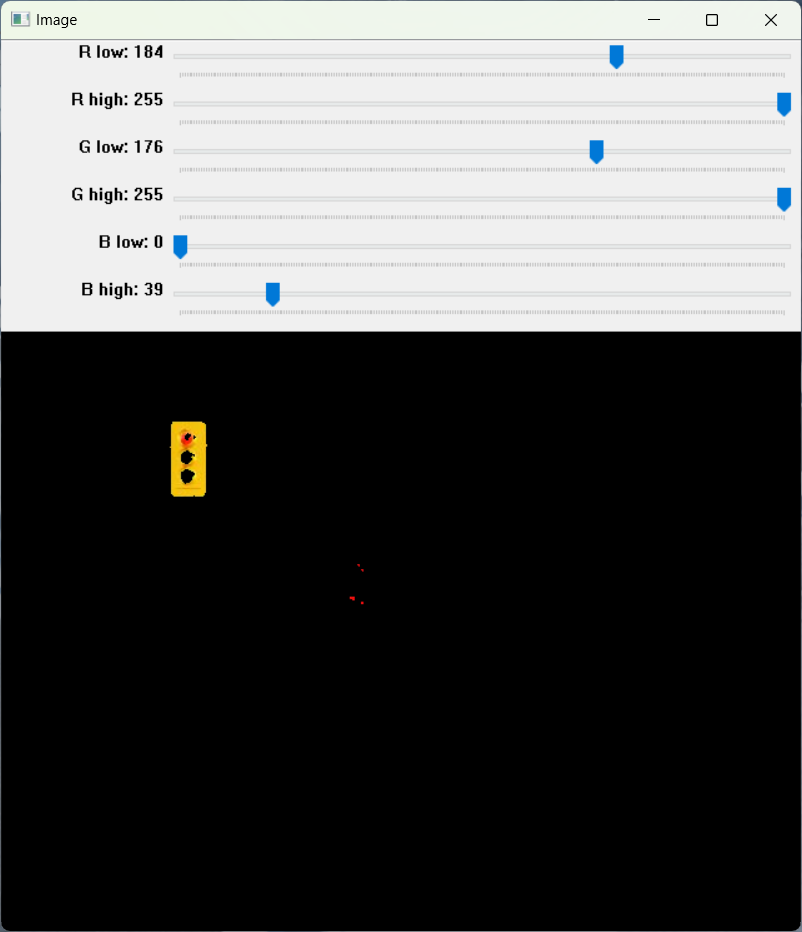 Image
R low: 184
R high: 255
G low: 176
G high: 255
B low: 0
B high: 39